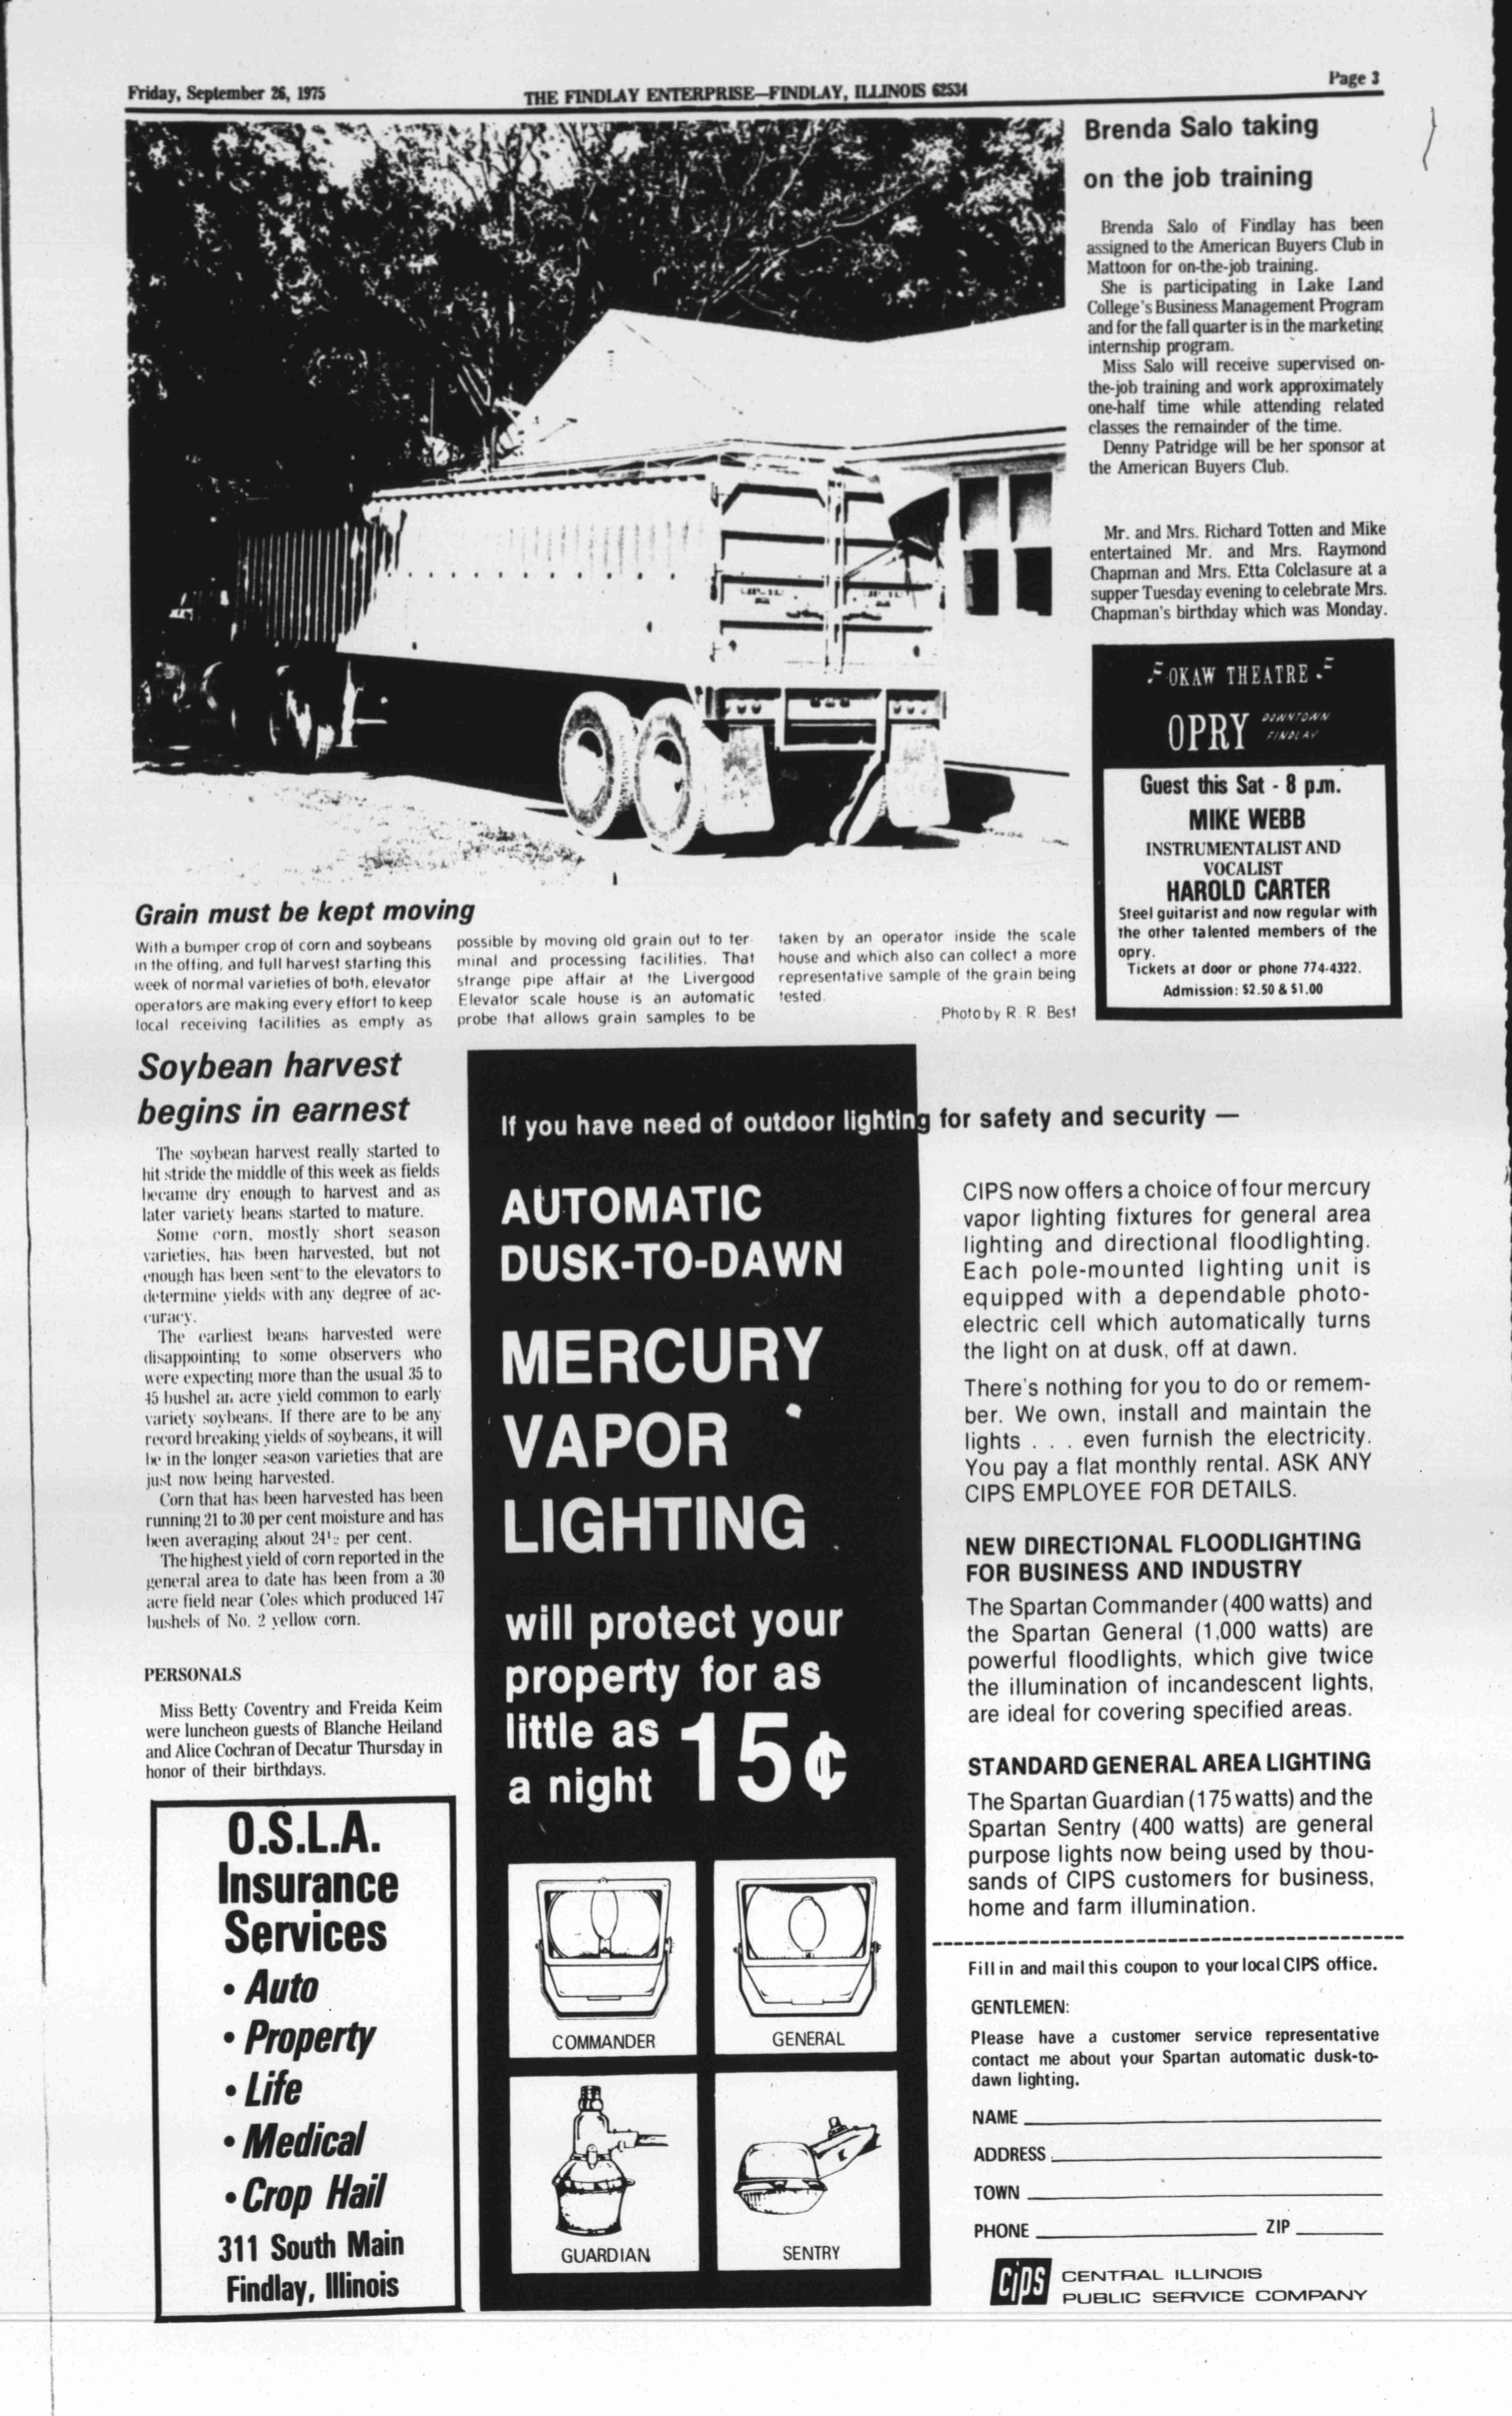 Friday, September 26, 1975
THE FINDLAY ENTERPRISE—FINDLAY, ILLINOIS 62534
Page 3
Grain must be kept moving
With a bumper crop of corn and soybeans
in the offing, and full harvest starting this
week of normal varieties of both, elevator
operators are making every effort to keep
local receiving facilities as empty as
possible by moving old grain out to ter-
minal and processing facilities. That
strange pipe affair at the Livergood
Elevator scale house is an automatic
probe that allows grain samples to be
taken by an operator inside the scale
house and which also can collect a more
representative sample of the grain being
tested.
Photo by R. R. Best
Brenda Salo taking
on the job training
Brenda Salo of Findlay has been
assigned to the American Buyers Club in
Mattoon for on-the-job training.
She is participating in Lake Land
College's Business Management Program
and for the fall quarter is in the marketing
internship program.
Miss Salo will receive supervised on-
the-job training and work approximately
one-half time while attending related
classes the remainder of the time.
Denny Patridge will be her sponsor at
the American Buyers Club.
Mr. and Mrs. Richard Totten and Mike
entertained Mr. and Mrs. Raymond
Chapman and Mrs. Etta Colclasure at a
supper Tuesday evening to celebrate Mrs.
Chapman's birthday which was Monday.
OKAW THEATRE
OPRY DOWNTOWN
FINDLAY
Guest this Sat - 8 p.m.
MIKE WEBB
INSTRUMENTALIST AND
VOCALIST
HAROLD CARTER
Steel guitarist and now regular with
the other talented members of the
opry.
Tickets at door or phone 774-4322.
Admission: $2.50 & $1.00
Soybean harvest
begins in earnest
The soybean harvest really started to
hit stride the middle of this week as fields
became dry enough to harvest and as
later variety beans started to mature.
Some corn, mostly short season
varieties, has been harvested, but not
enough has been sent to the elevators to
determine yields with any degree of ac-
curacy.
The earliest beans harvested were
disappointing to some observers who
were expecting more than the usual 35 to
45 bushel an acre yield common to early
variety soybeans. If there are to be any
record breaking yields of soybeans, it will
be in the longer season varieties that are
just now being harvested.
Corn that has been harvested has been
running 21 to 30 per cent moisture and has
been averaging about 24½ per cent.
The highest yield of corn reported in the
general area to date has been from a 30
acre field near Coles which produced 147
bushels of No. 2 yellow corn.
PERSONALS
Miss Betty Coventry and Freida Keim
were luncheon guests of Blanche Heiland
and Alice Cochran of Decatur Thursday in
honor of their birthdays.
O.S.L.A.
Insurance
Services
• Auto
• Property
• Life
• Medical
• Crop Hail
311 South Main
Findlay, Illinois
If you have need of outdoor lighting for safety and security —
AUTOMATIC
DUSK-TO-DAWN
MERCURY
VAPOR
LIGHTING
will protect your
property for as
little as
a night 15¢
COMMANDER
GENERAL
GUARDIAN
SENTRY
CIPS now offers a choice of four mercury
vapor lighting fixtures for general area
lighting and directional floodlighting.
Each pole-mounted lighting unit is
equipped with a dependable photo-
electric cell which automatically turns
the light on at dusk, off at dawn.
There's nothing for you to do or remem-
ber. We own, install and maintain the
lights . . . even furnish the electricity.
You pay a flat monthly rental. ASK ANY
CIPS EMPLOYEE FOR DETAILS.
NEW DIRECTIONAL FLOODLIGHTING
FOR BUSINESS AND INDUSTRY
The Spartan Commander (400 watts) and
the Spartan General (1,000 watts) are
powerful floodlights, which give twice
the illumination of incandescent lights,
are ideal for covering specified areas.
STANDARD GENERAL AREA LIGHTING
The Spartan Guardian (175 watts) and the
Spartan Sentry (400 watts) are general
purpose lights now being used by thou-
sands of CIPS customers for business,
home and farm illumination.
Fill in and mail this coupon to your local CIPS office.
GENTLEMEN:
Please have a customer service representative
contact me about your Spartan automatic dusk-to-
dawn lighting.
NAME
ADDRESS
TOWN
PHONE ZIP
CIPS CENTRAL ILLINOIS
PUBLIC SERVICE COMPANY